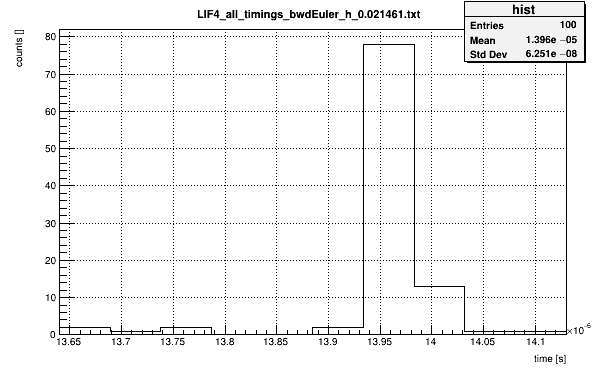 LIF4_all_timings_bwdEuler_h_0.021461.txt
hist
Entries 100
Mean 1.396e −05
Std Dev 6.251e −08
counts []
80
70
60
50
40
30
20
10
0
13.65 13.7 13.75 13.8 13.85 13.9 13.95 14 14.05 14.1 ×10⁻⁶
time [s]